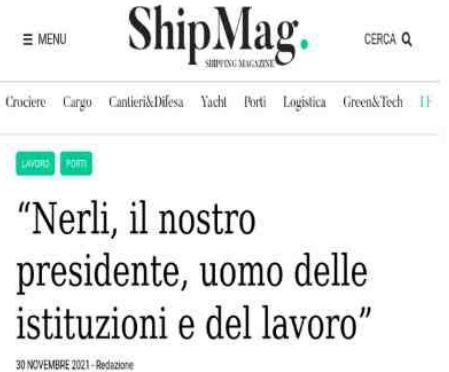 ≡ MENU
ShipMag.
SHIPPING MAGAZINE
CERCA
Crociere Cargo Cantieri&Difesa Yacht Porti Logistica Green&Tech
LAVORO PORTI
“Nerli, il nostro
presidente, uomo delle
istituzioni e del lavoro”
30 NOVEMBRE 2021 - Redazione